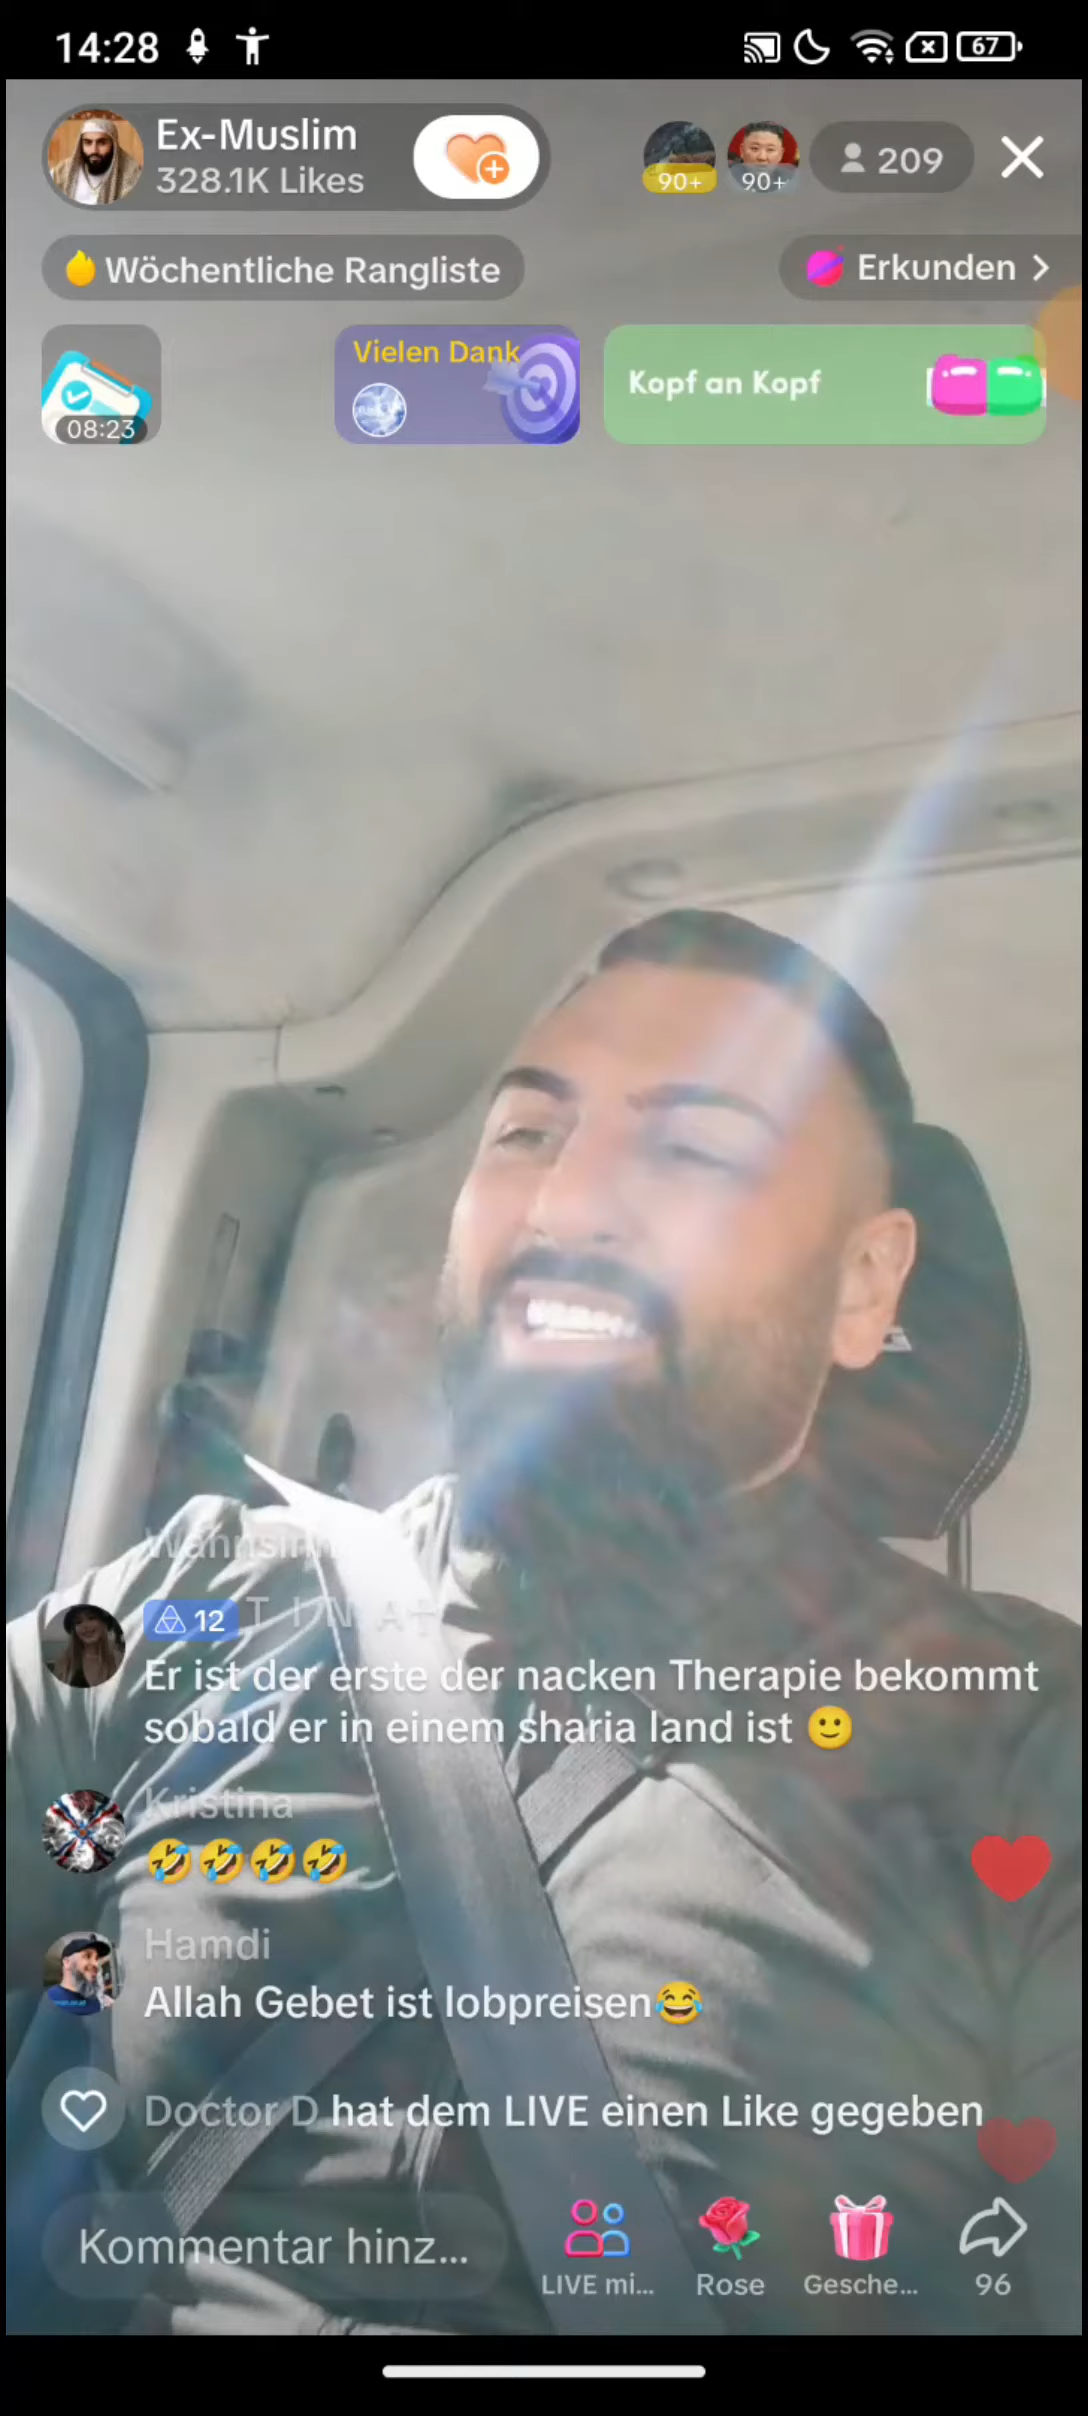 14:28
67
Ex-Muslim
328.1K Likes
90+
90+
209
Wöchentliche Rangliste
Erkunden >
08:23
Vielen Dank
Kopf an Kopf
Wahnsinn
12 T I N A
Er ist der erste der nacken Therapie bekommt
sobald er in einem sharia land ist 🙂
Kristina
🤣🤣🤣🤣
Hamdi
Allah Gebet ist lobpreisen😂
Doctor D hat dem LIVE einen Like gegeben
Kommentar hinz...
LIVE mi...
Rose
Gesche...
96